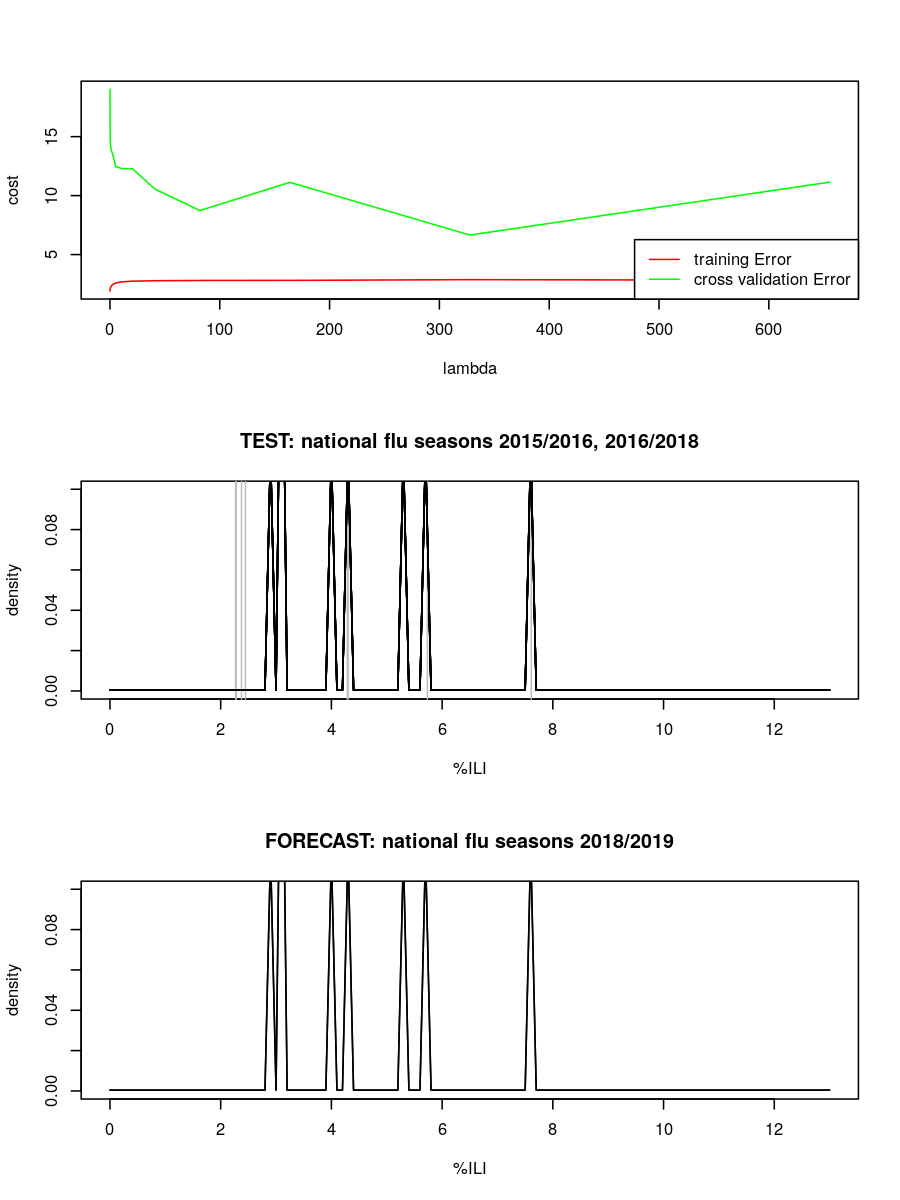 cost
15
10
5
training Error
cross validation Error
0 100 200 300 400 500 600
lambda
TEST: national flu seasons 2015/2016, 2016/2018
density
0.08
0.04
0.00
0 2 4 6 8 10 12
%ILI
FORECAST: national flu seasons 2018/2019
density
0.08
0.04
0.00
0 2 4 6 8 10 12
%ILI